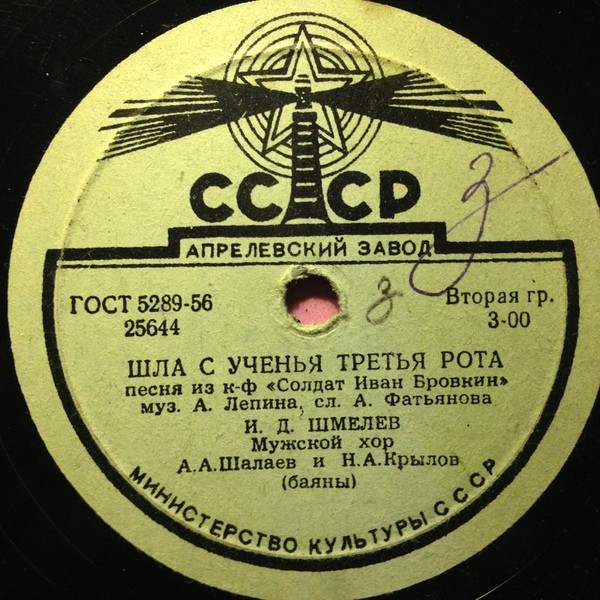 СССР
АПРЕЛЕВСКИЙ ЗАВОД
ГОСТ 5289-56
25644
Вторая гр.
3-00
з
з
ШЛА С УЧЕНЬЯ ТРЕТЬЯ РОТА
песня из к-ф «Солдат Иван Бровкин»
муз. А. Лепина, сл. А. Фатьянова
И. Д. ШМЕЛЕВ
Мужской хор
А.А.Шалаев и Н.А.Крылов
(баяны)
МИНИСТЕРСТВО КУЛЬТУРЫ СССР